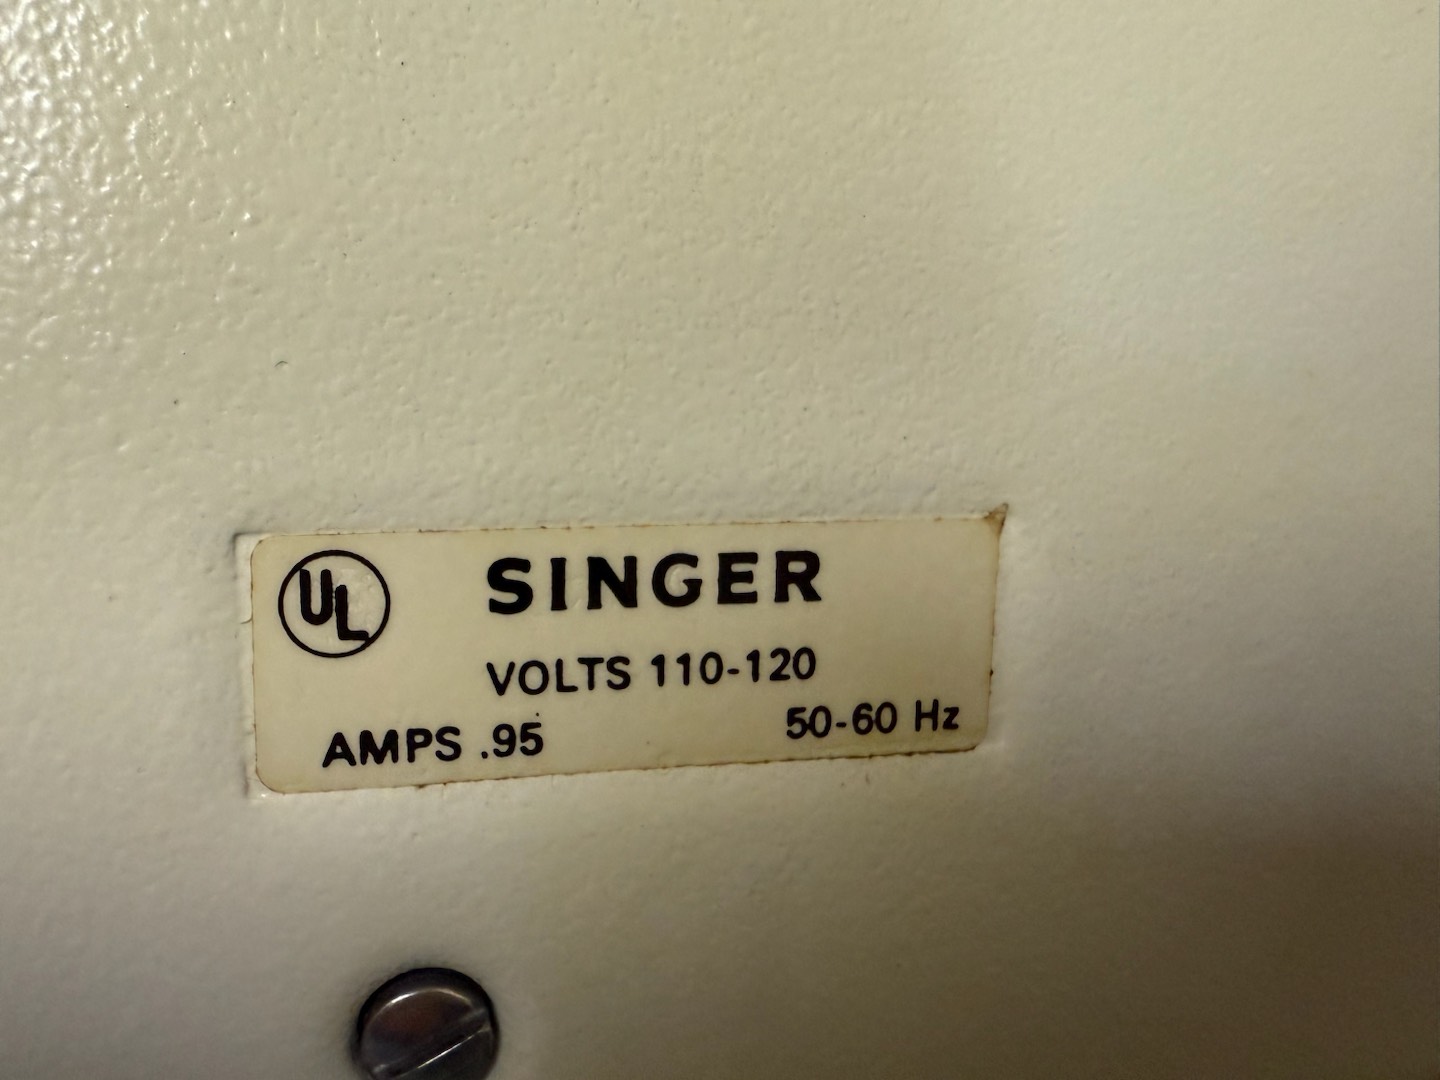 UL SINGER
VOLTS 110-120
AMPS .95 50-60 Hz